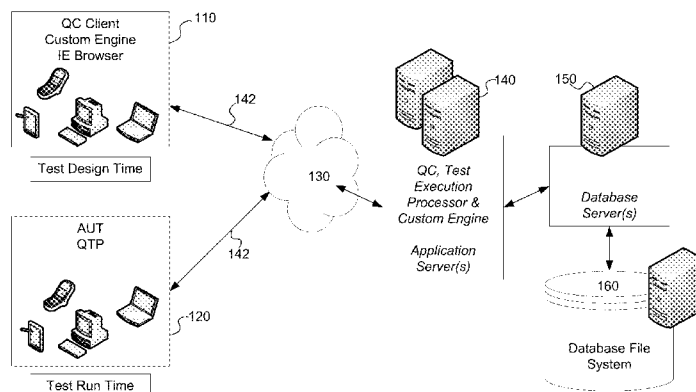 QC Client
Custom Engine
IE Browser
110
Test Design Time
142
AUT
QTP
142
120
Test Run Time
130
140
QC, Test
Execution
Processor &
Custom Engine
Application
Server(s)
150
Database
Server(s)
160
Database File
System